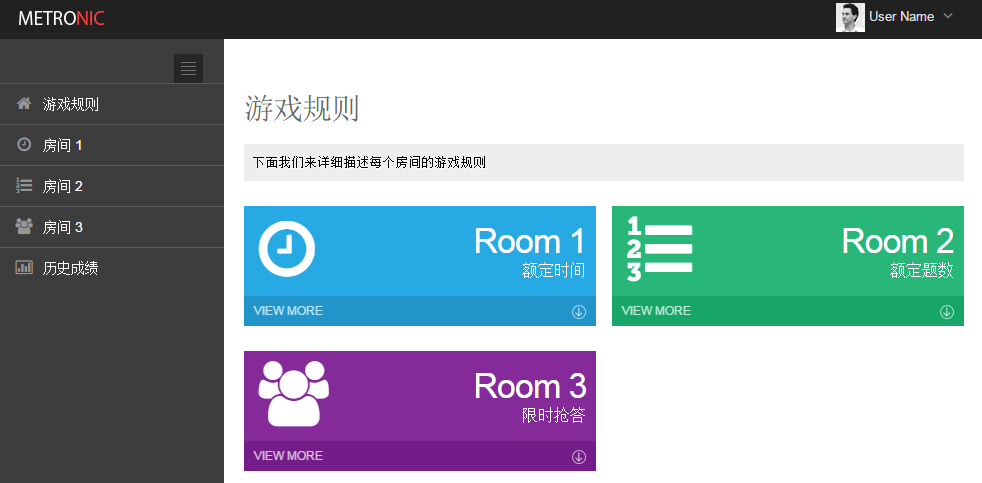 METRONIC
User Name
游戏规则
房间 1
房间 2
房间 3
历史成绩
游戏规则
下面我们来详细描述每个房间的游戏规则
Room 1
额定时间
VIEW MORE
1
2
3
Room 2
额定题数
VIEW MORE
Room 3
限时抢答
VIEW MORE